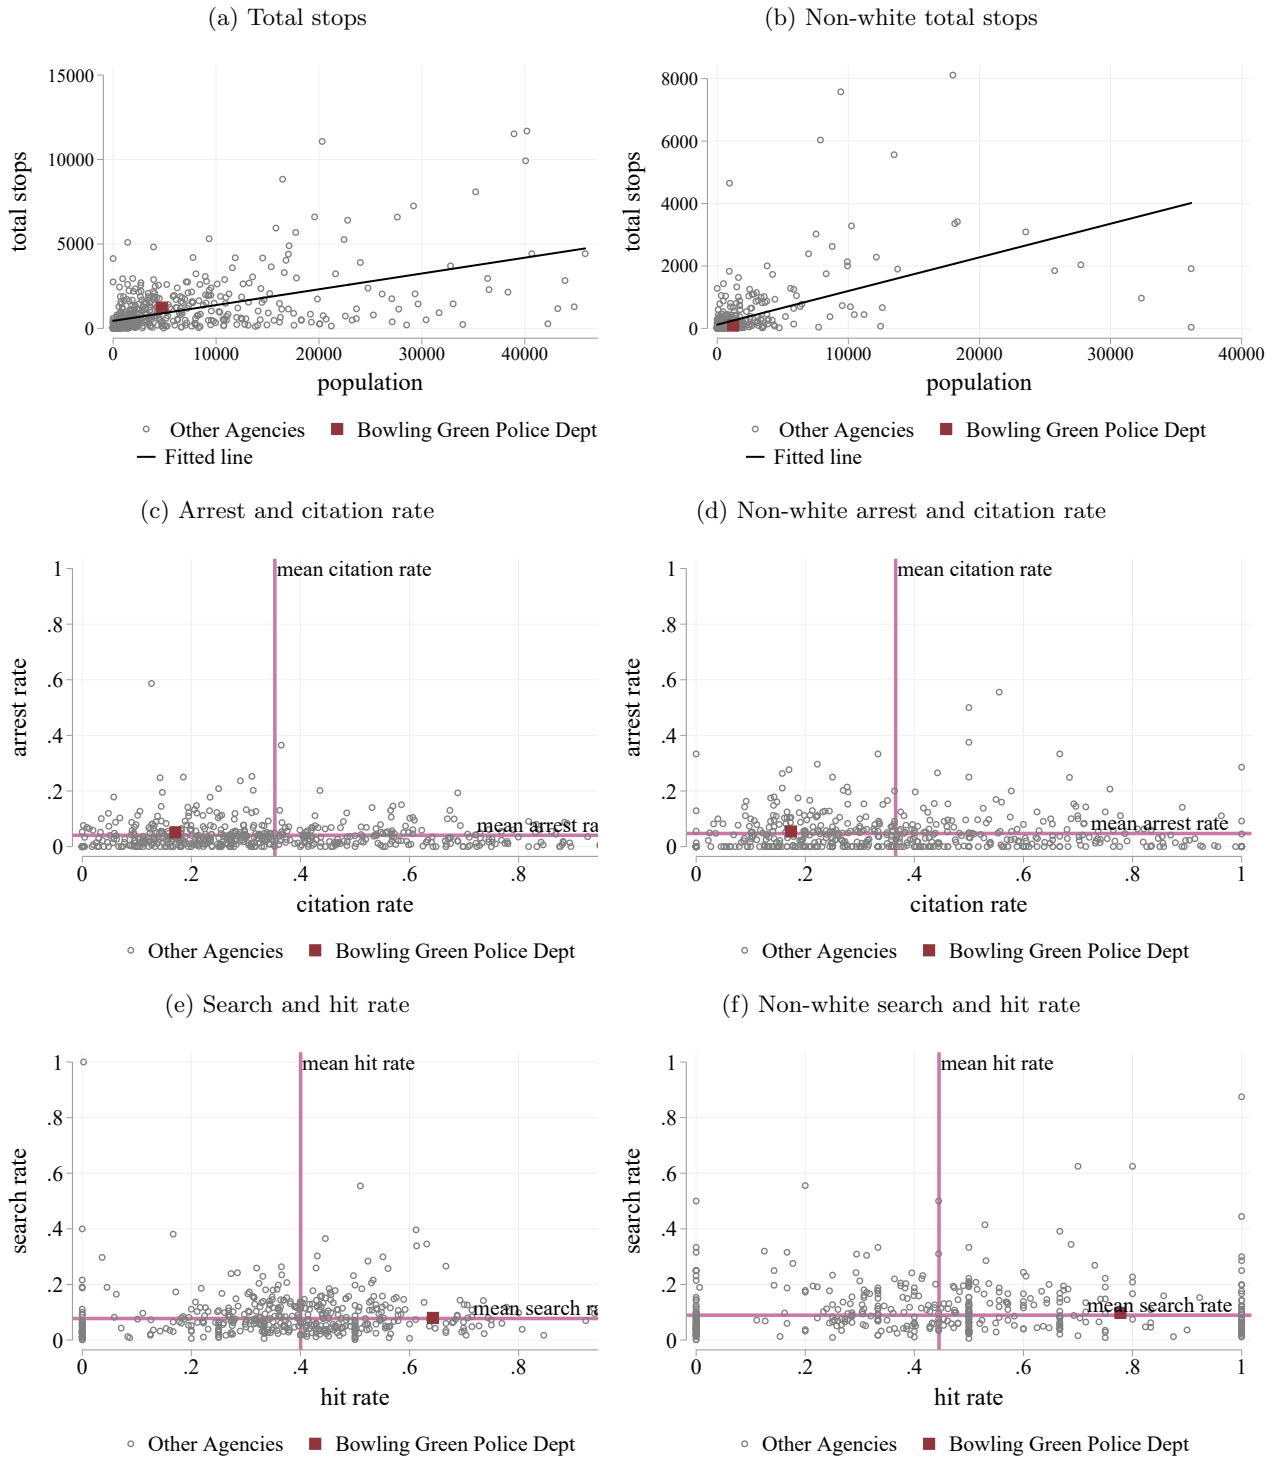 (a) Total stops
(b) Non-white total stops
15000
10000
5000
0
total stops
0 10000 20000 30000 40000
population
Other Agencies Bowling Green Police Dept
Fitted line
8000
6000
4000
2000
0
total stops
0 10000 20000 30000 40000
population
Other Agencies Bowling Green Police Dept
Fitted line
(c) Arrest and citation rate
(d) Non-white arrest and citation rate
1
.8
.6
.4
.2
0
arrest rate
mean citation rate
mean arrest ra
0 .2 .4 .6 .8
citation rate
Other Agencies Bowling Green Police Dept
1
.8
.6
.4
.2
0
arrest rate
mean citation rate
mean arrest rate
0 .2 .4 .6 .8 1
citation rate
Other Agencies Bowling Green Police Dept
(e) Search and hit rate
(f) Non-white search and hit rate
1
.8
.6
.4
.2
0
search rate
mean hit rate
mean search ra
0 .2 .4 .6 .8
hit rate
Other Agencies Bowling Green Police Dept
1
.8
.6
.4
.2
0
search rate
mean hit rate
mean search rate
0 .2 .4 .6 .8 1
hit rate
Other Agencies Bowling Green Police Dept